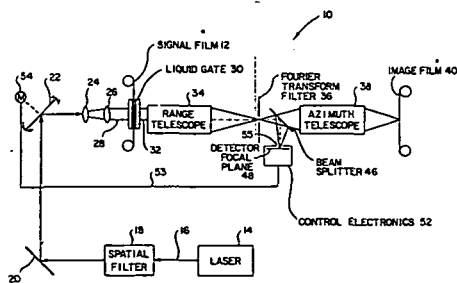 10
SIGNAL FILM 12
LIQUID GATE 30
54
22
24
26
28
32
34
RANGE TELESCOPE
FOURIER TRANSFORM FILTER 36
38
AZIMUTH TELESCOPE
IMAGE FILM 40
55
DETECTOR FOCAL PLANE 48
BEAM SPLITTER 46
53
CONTROL ELECTRONICS 52
M
20
18
SPATIAL FILTER
16
14
LASER